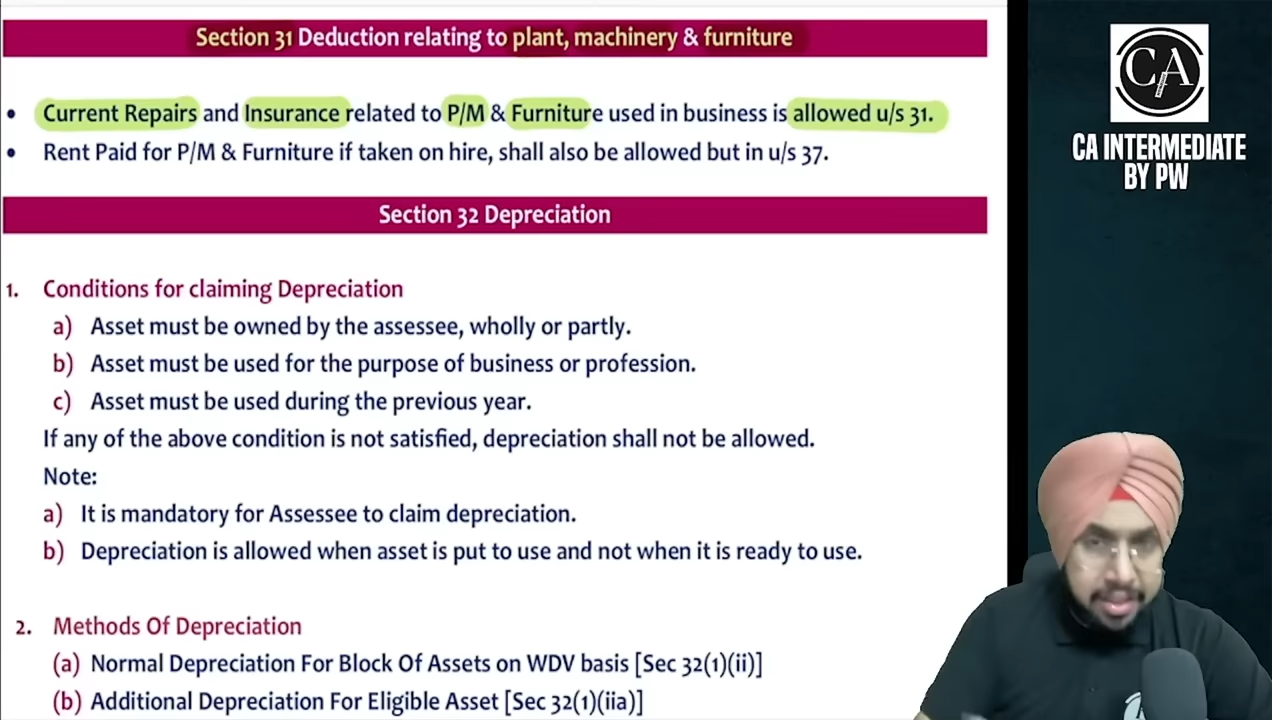 Section 31 Deduction relating to plant, machinery & furniture
• Current Repairs and Insurance related to P/M & Furniture used in business is allowed u/s 31.
• Rent Paid for P/M & Furniture if taken on hire, shall also be allowed but in u/s 37.
Section 32 Depreciation
1. Conditions for claiming Depreciation
a) Asset must be owned by the assessee, wholly or partly.
b) Asset must be used for the purpose of business or profession.
c) Asset must be used during the previous year.
If any of the above condition is not satisfied, depreciation shall not be allowed.
Note:
a) It is mandatory for Assessee to claim depreciation.
b) Depreciation is allowed when asset is put to use and not when it is ready to use.
2. Methods Of Depreciation
(a) Normal Depreciation For Block Of Assets on WDV basis [Sec 32(1)(ii)]
(b) Additional Depreciation For Eligible Asset [Sec 32(1)(iia)]
CA
CA INTERMEDIATE
BY PW